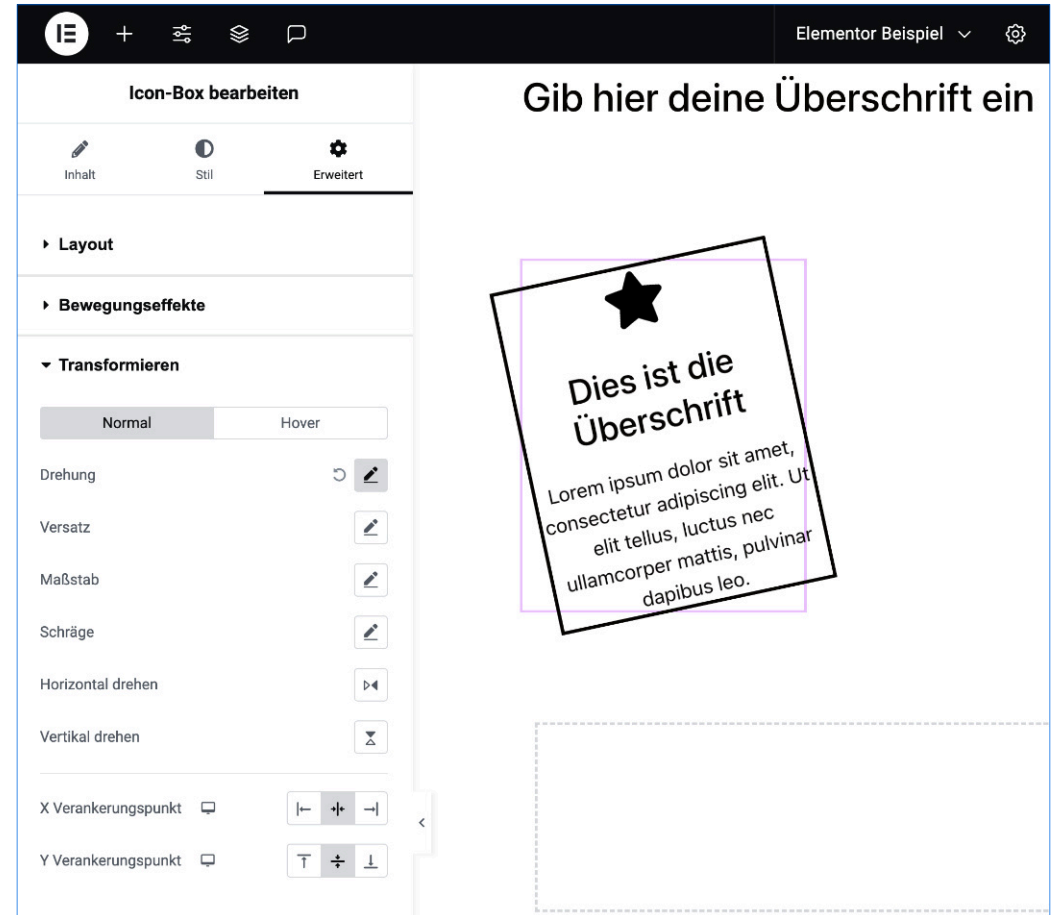 Elementor Beispiel
Icon-Box bearbeiten
Inhalt
Stil
Erweitert
Layout
Bewegungseffekte
Transformieren
Normal
Hover
Drehung
Versatz
Maßstab
Schräge
Horizontal drehen
Vertikal drehen
X Verankerungspunkt
Y Verankerungspunkt
Gib hier deine Überschrift ein
Dies ist die
Überschrift
Lorem ipsum dolor sit amet,
consectetur adipiscing elit. Ut
elit tellus, luctus nec
ullamcorper mattis, pulvinar
dapibus leo.